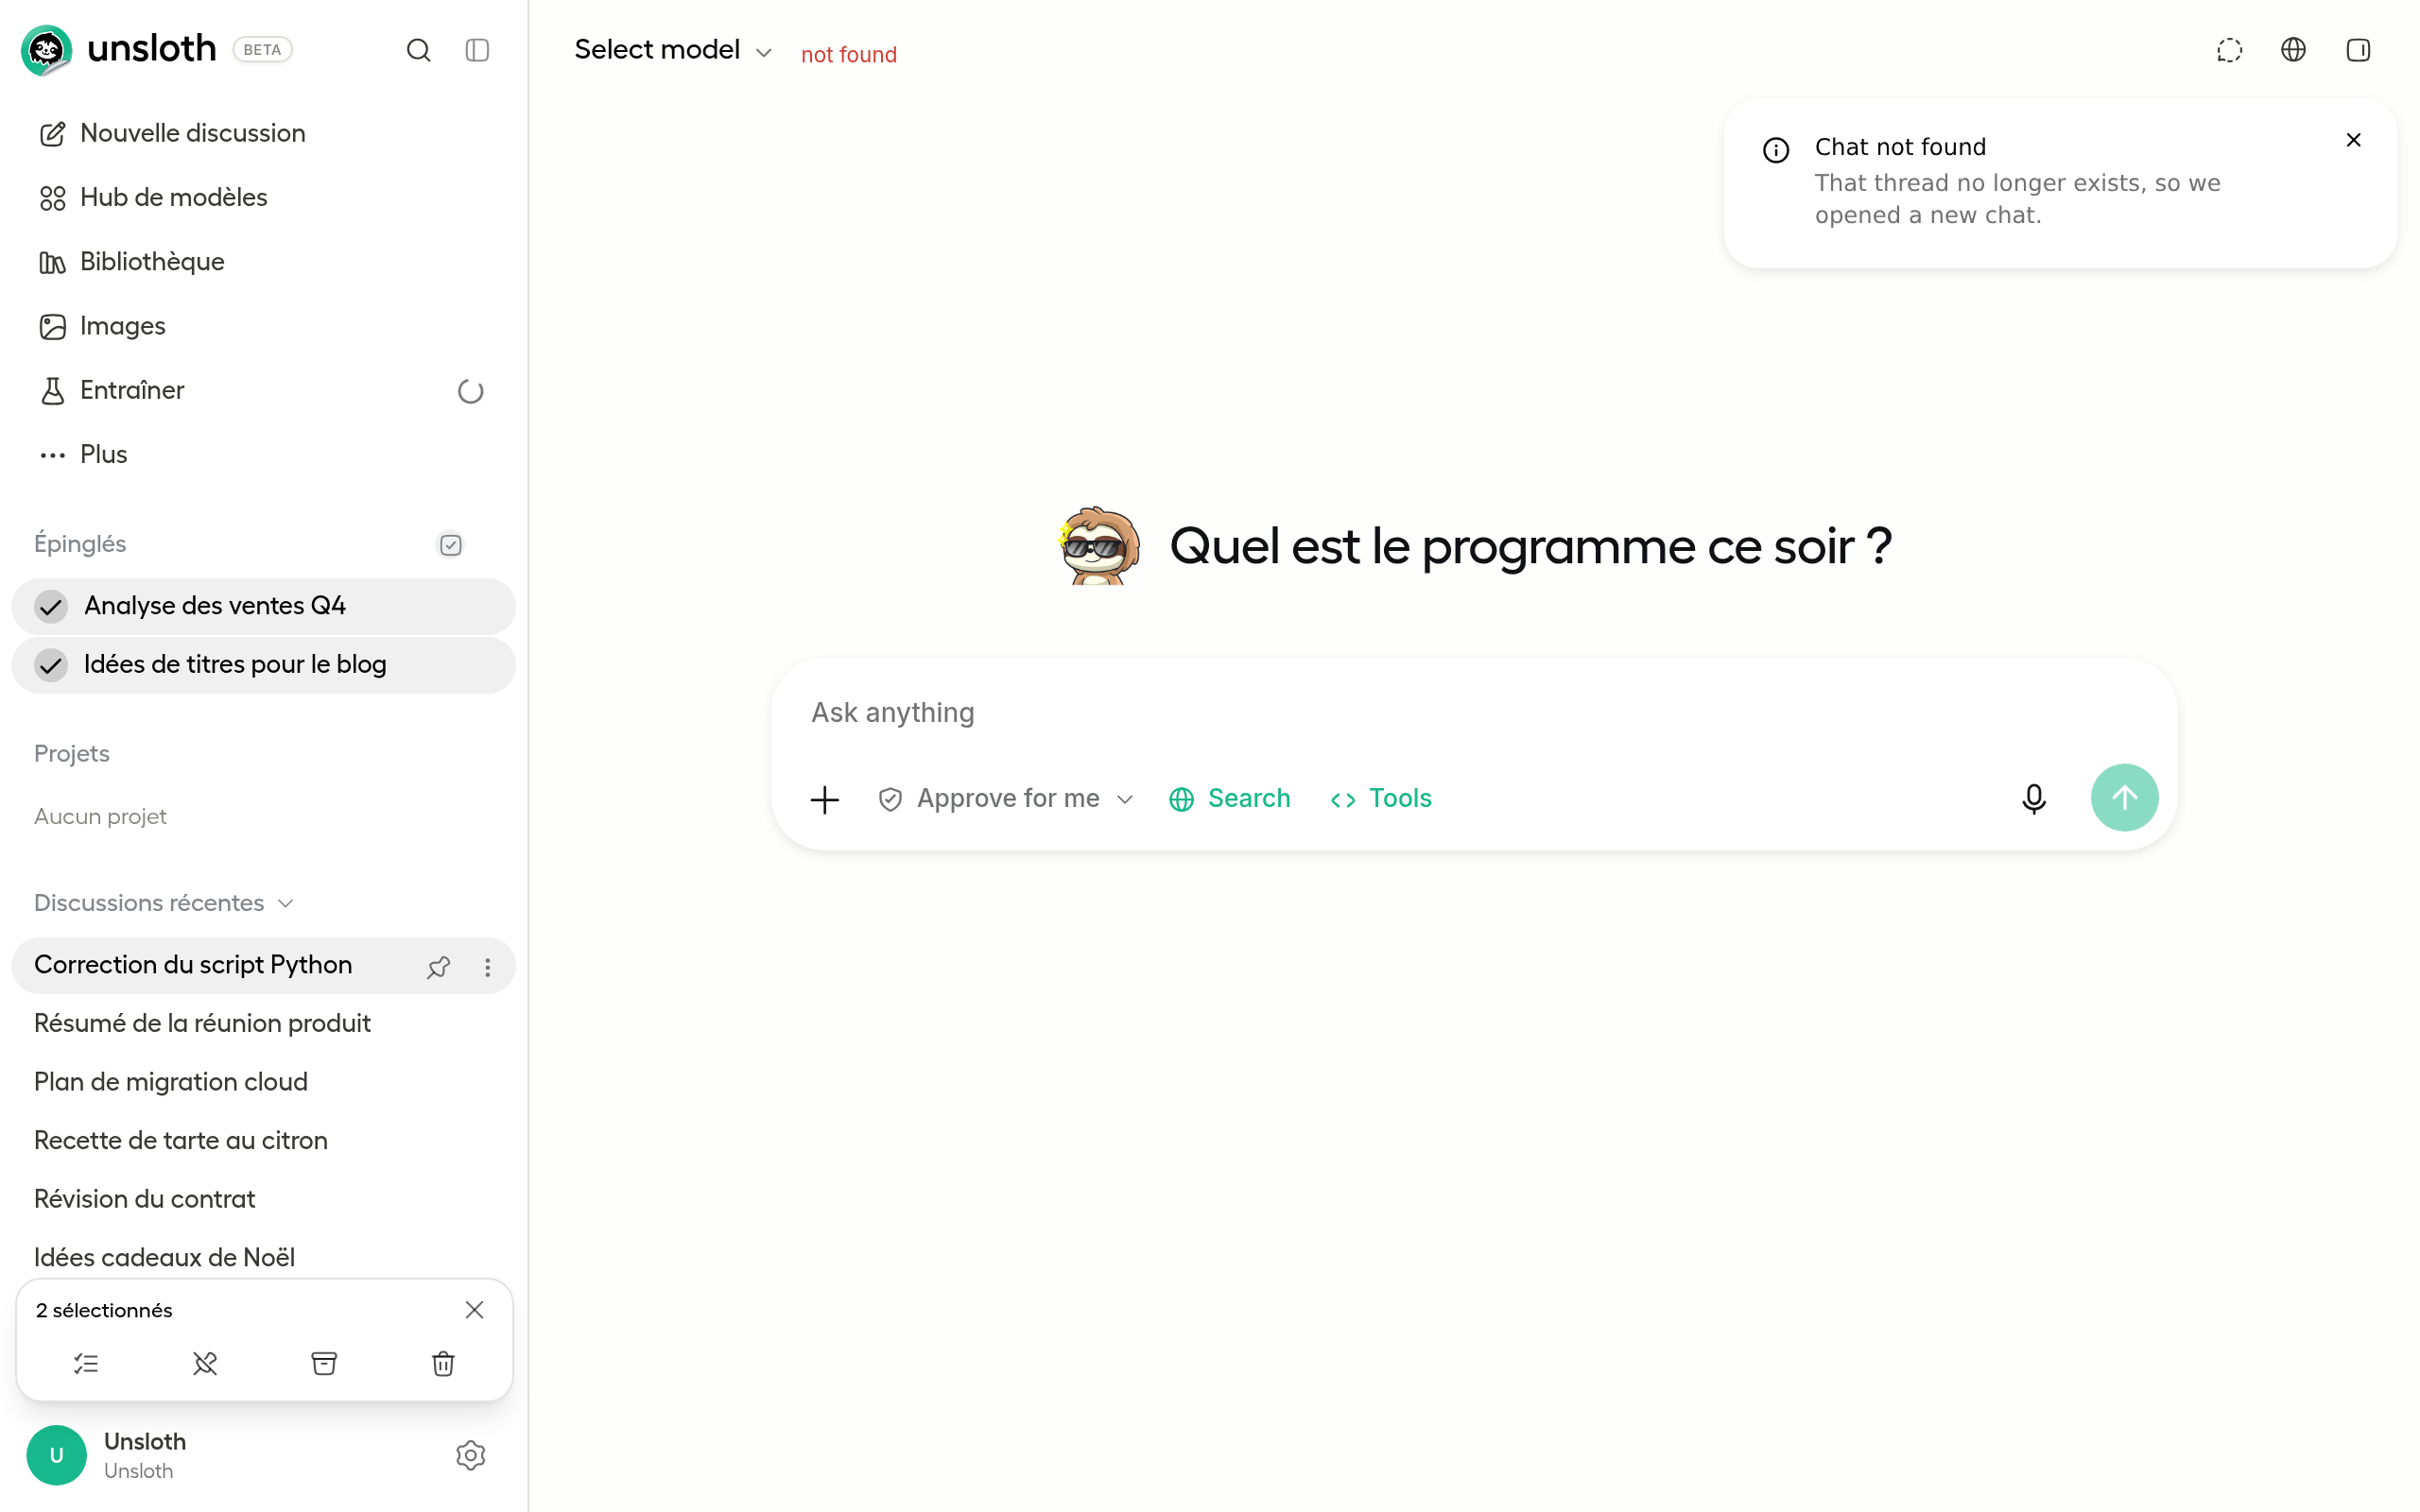 unsloth BETA
Nouvelle discussion
Hub de modèles
Bibliothèque
Images
Entraîner
Plus
Épinglés
Analyse des ventes Q4
Idées de titres pour le blog
Projets
Aucun projet
Discussions récentes
Correction du script Python
Résumé de la réunion produit
Plan de migration cloud
Recette de tarte au citron
Révision du contrat
Idées cadeaux de Noël
2 sélectionnés
U
Unsloth
Unsloth
Select model not found
Chat not found
That thread no longer exists, so we
opened a new chat.
Quel est le programme ce soir ?
Ask anything
Approve for me Search Tools